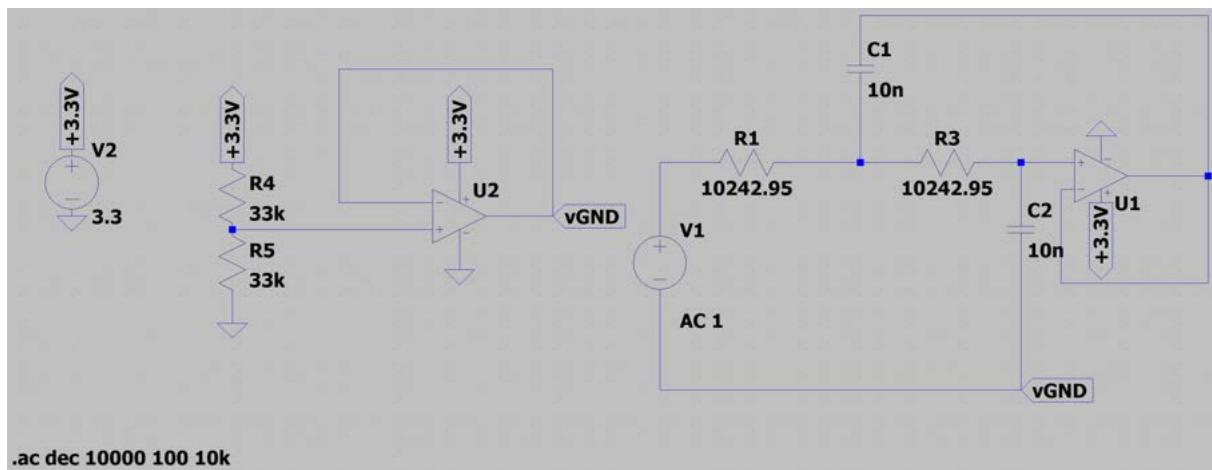 +3.3V
V2
3.3
+3.3V
R4
33k
R5
33k
+3.3V
U2
vGND
C1
10n
R1
10242.95
R3
10242.95
V1
AC 1
C2
10n
U1
+3.3V
vGND
.ac dec 10000 100 10k